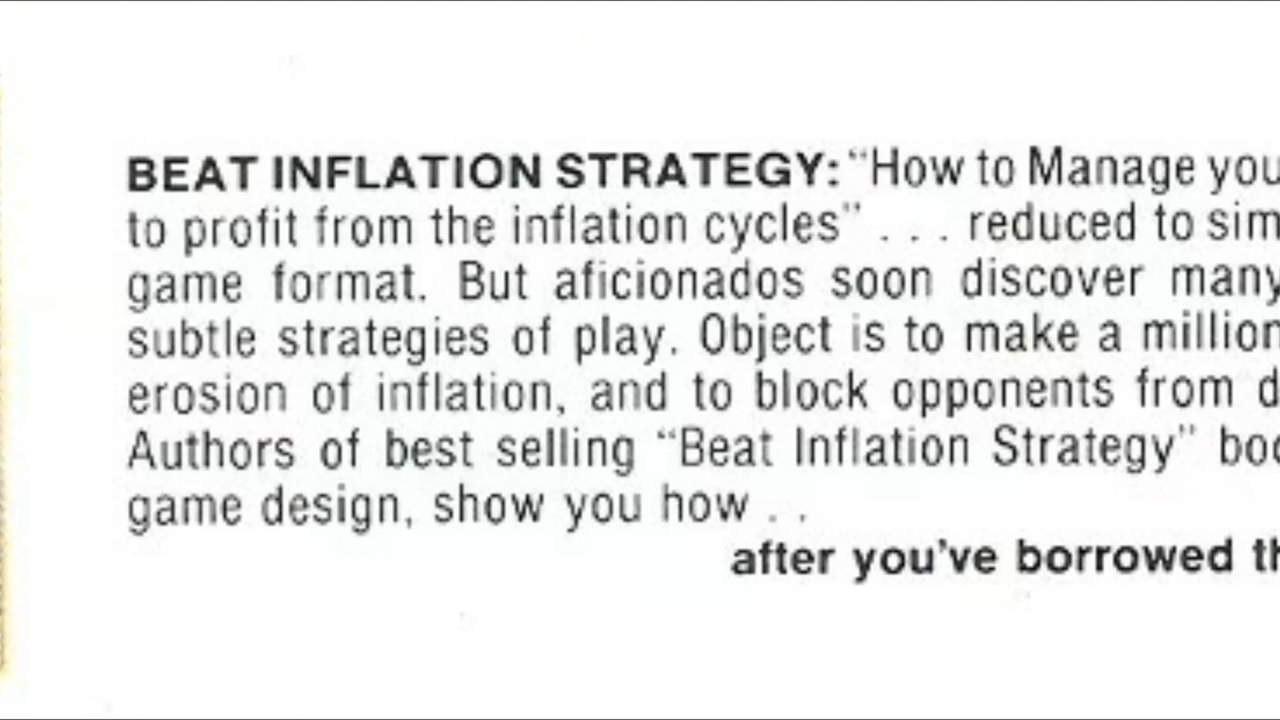 BEAT INFLATION STRATEGY: “How to Manage you
to profit from the inflation cycles” . . . reduced to sim
game format. But aficionados soon discover many
subtle strategies of play. Object is to make a million
erosion of inflation, and to block opponents from d
Authors of best selling “Beat Inflation Strategy” boo
game design, show you how . .
after you’ve borrowed th